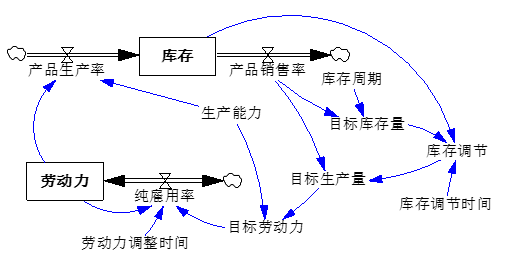 库存
产品生产率
产品销售率
库存周期
生产能力
目标库存量
库存调节
劳动力
目标生产量
纯雇用率
库存调节时间
目标劳动力
劳动力调整时间